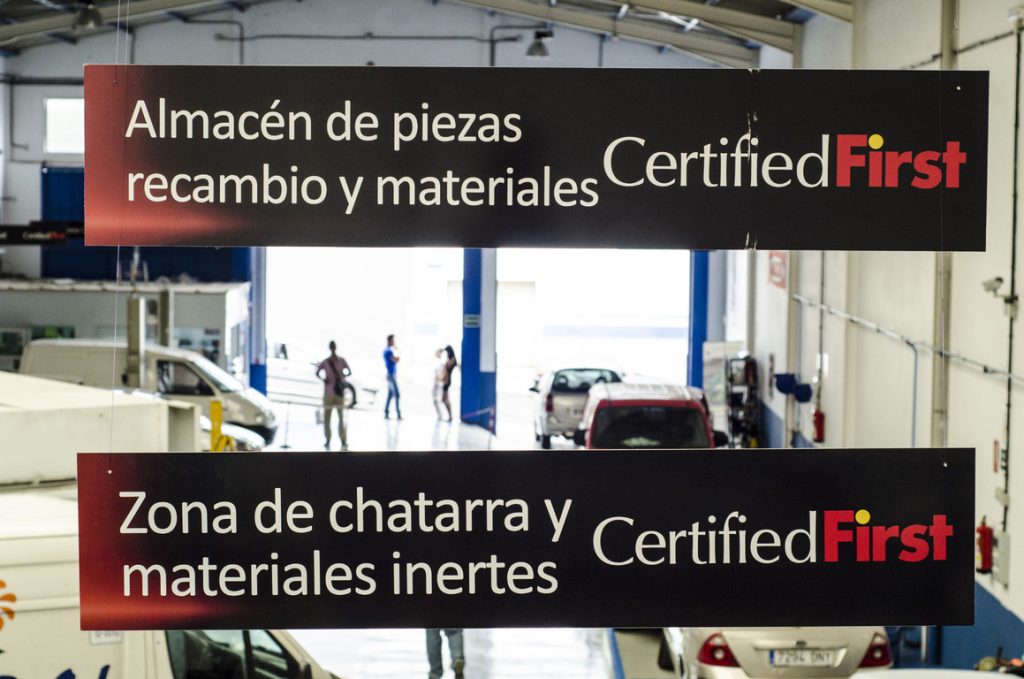 Almacén de piezas
recambio y materiales
CertifiedFirst
Zona de chatarra y
materiales inertes
CertifiedFirst